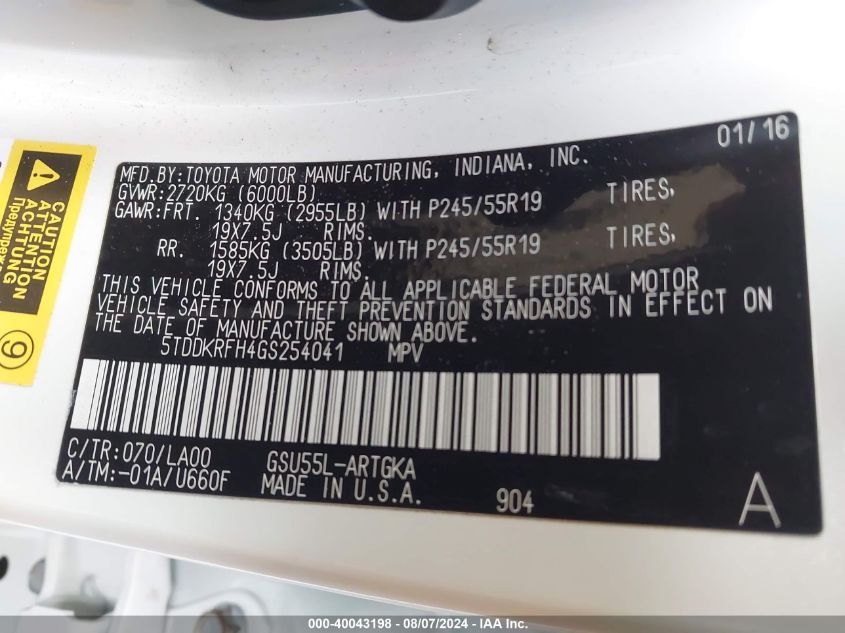 01/16
MFD.BY:TOYOTA MOTOR MANUFACTURING, INDIANA, INC.
GVWR:2720KG (6000LB)
GAWR:FRT. 1340KG (2955LB) WITH P245/55R19 TIRES,
19X7.5J RIMS.
RR. 1585KG (3505LB) WITH P245/55R19 TIRES,
19X7.5J RIMS.
THIS VEHICLE CONFORMS TO ALL APPLICABLE FEDERAL MOTOR
VEHICLE SAFETY AND THEFT PREVENTION STANDARDS IN EFFECT ON
THE DATE OF MANUFACTURE SHOWN ABOVE.
5TDDKRFH4GS254041 MPV
C/TR:070/LA00 GSU55L-ARTGKA
A/TM:-01A/U660F MADE IN U.S.A. 904 A
CAUTION
ATTENTION
ACHTUNG
9
000-40043198 - 08/07/2024 - IAA Inc.